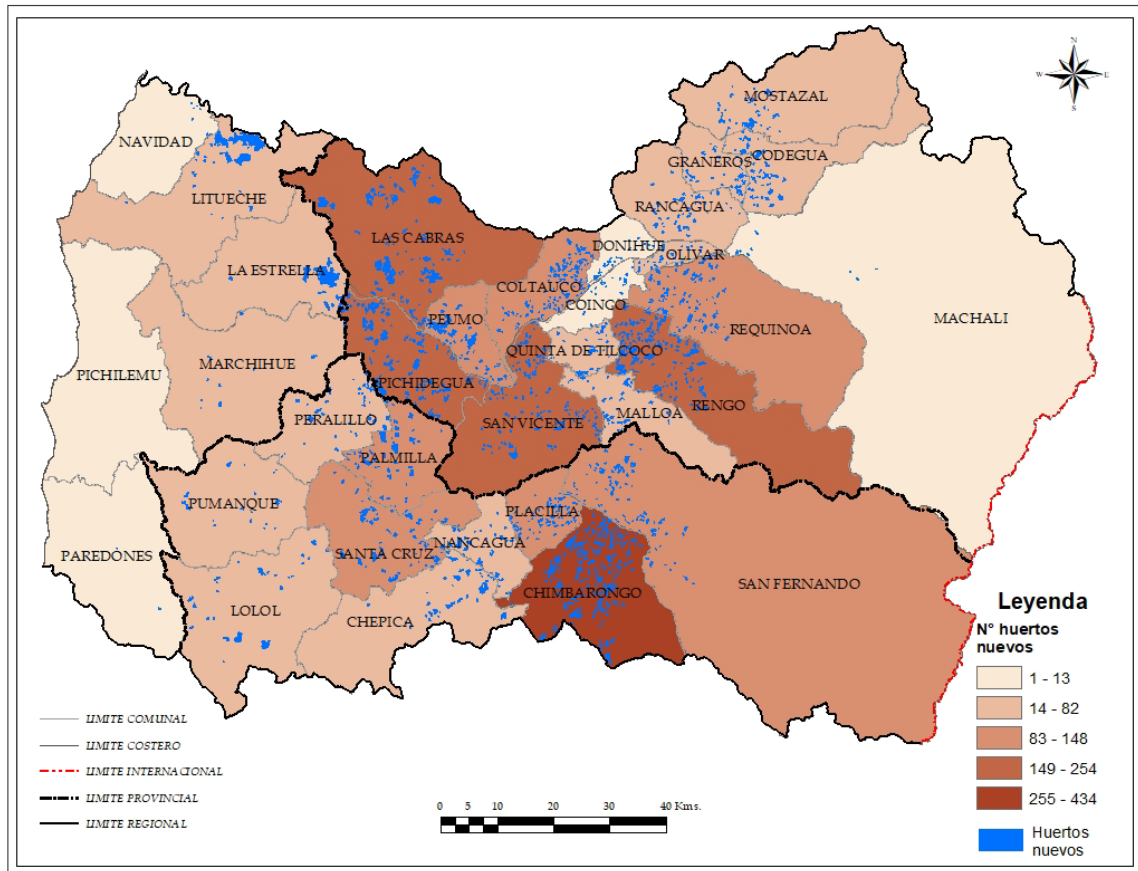 N
W E
S
MOSTAZAL
NAVIDAD
CODEGUA
GRANEROS
LITUECHE
RANCAGUA
LAS CABRAS
DOÑIHUE
OLIVAR
LA ESTRELLA
COLTAUCO
COINCO
PEUMO
MACHALI
REQUINOA
QUINTA DE TILCOCO
MARCHIHUE
PICHILEMU
PICHIDEGUA
RENGO
MALLOA
PERALILLO
SAN VICENTE
PALMILLA
PUMANQUE
PLACILLA
NANCAGUA
PAREDONES
SANTA CRUZ
SAN FERNANDO
CHIMBARONGO
LOLOL
CHEPICA
Leyenda
N° huertos
nuevos
1 - 13
14 - 82
83 - 148
149 - 254
255 - 434
Huertos
nuevos
LIMITE COMUNAL
LIMITE COSTERO
LIMITE INTERNACIONAL
LIMITE PROVINCIAL
LIMITE REGIONAL
0 5 10 20 30 40 Kms.